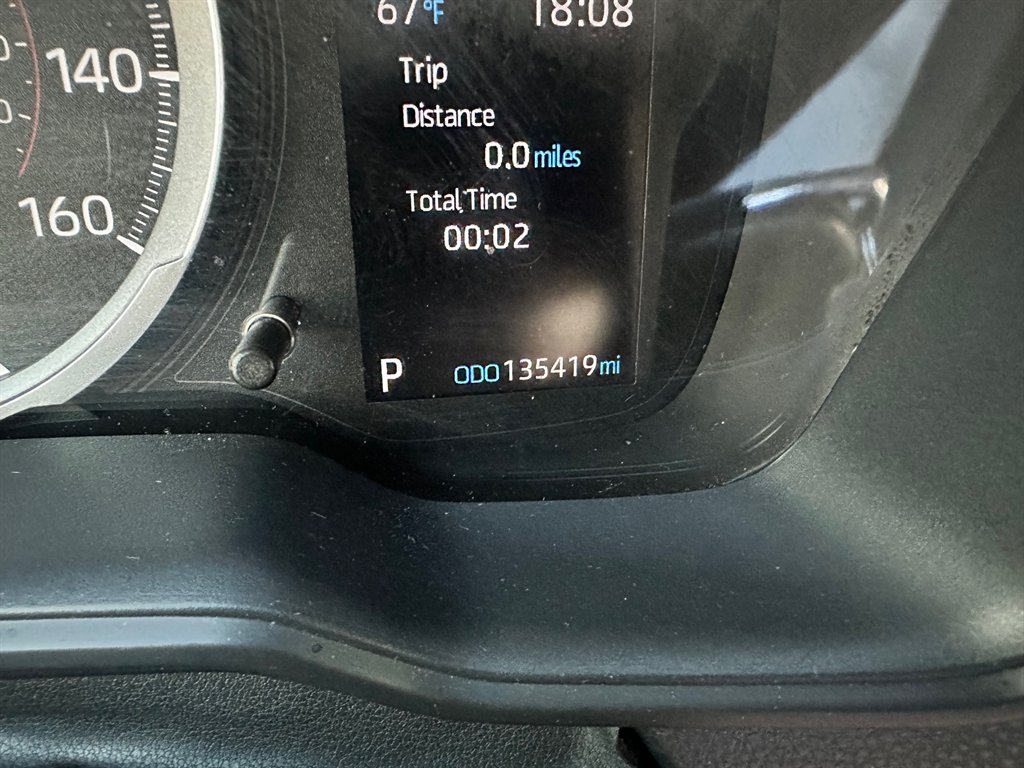 67°F 18:08
140
Trip
Distance
0.0 miles
160
Total Time
00:02
P ODO 135419 mi